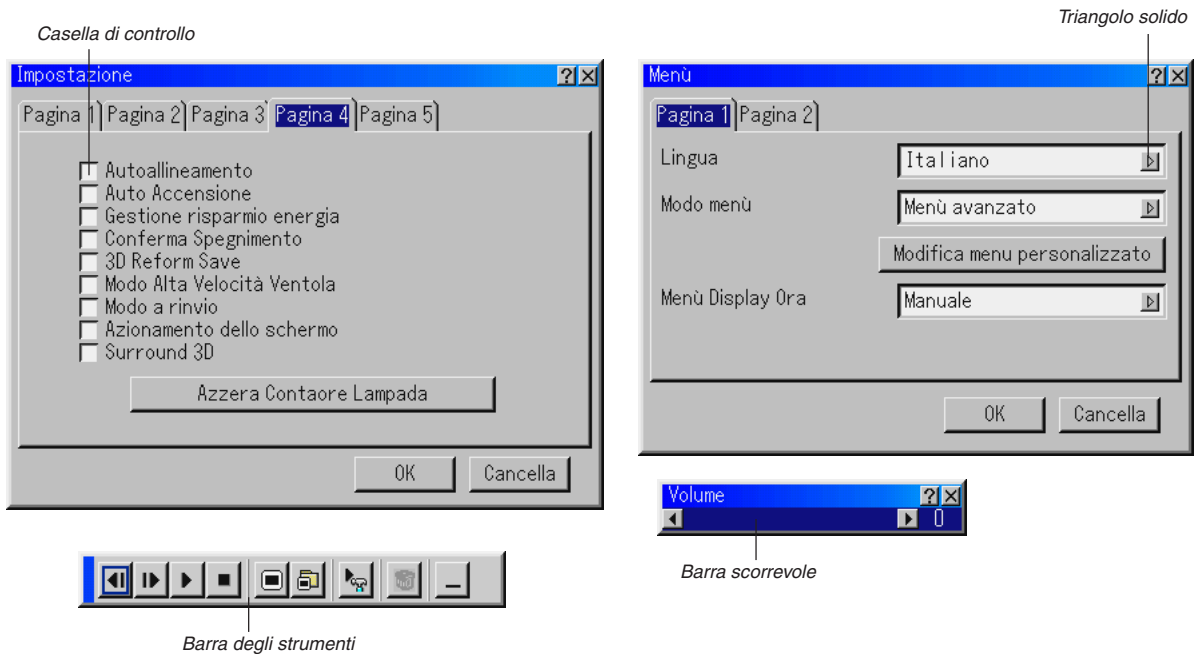 Casella di controllo
Impostazione
Pagina 1 Pagina 2 Pagina 3 Pagina 4 Pagina 5
Autoallineamento
Auto Accensione
Gestione risparmio energia
Conferma Spegnimento
3D Reform Save
Modo Alta Velocità Ventola
Modo a rinvio
Azionamento dello schermo
Surround 3D
Azzera Contaore Lampada
OK Cancella
Barra degli strumenti
Triangolo solido
Menù
Pagina 1 Pagina 2
Lingua Italiano
Modo menù Menù avanzato
Modifica menu personalizzato
Menù Display Ora Manuale
OK Cancella
Volume
0
Barra scorrevole